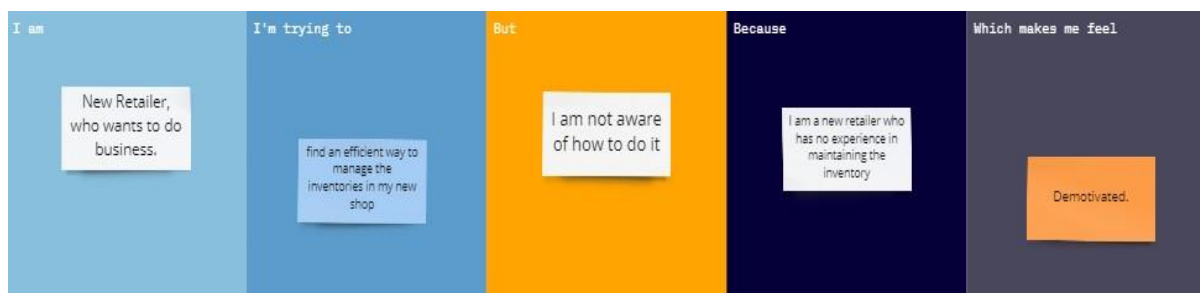 I am
New Retailer,
who wants to do
business.
I'm trying to
find an efficient way to
manage the
inventories in my new
shop
But
I am not aware
of how to do it
Because
I am a new retailer who
has no experience in
maintaining the
inventory
Which makes me feel
Demotivated.